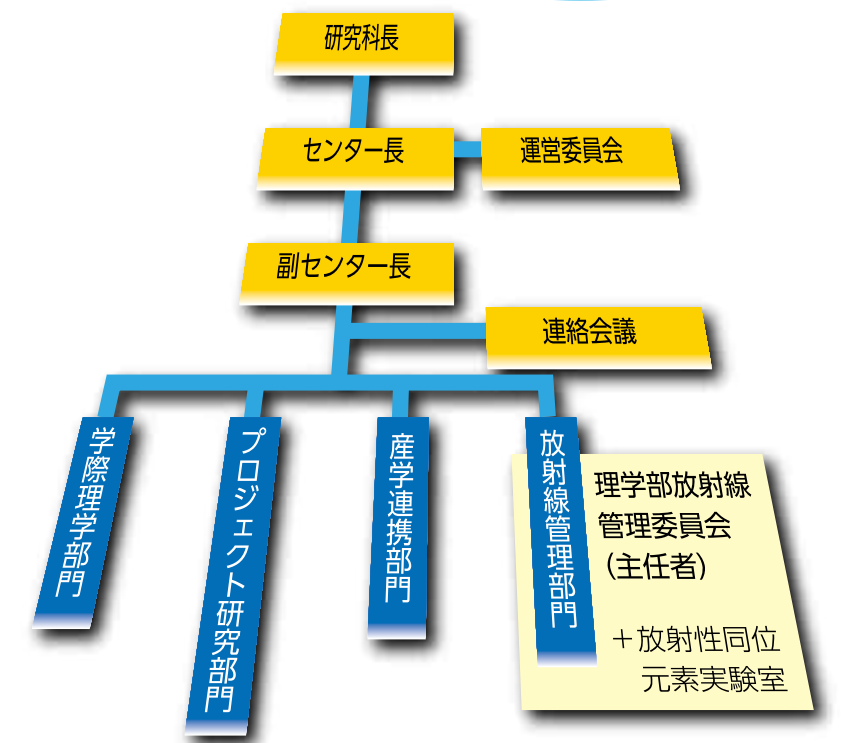 研究科長
センター長
運営委員会
副センター長
連絡会議
学際理学部門
プロジェクト研究部門
産学連携部門
放射線管理部門
理学部放射線
管理委員会
(主任者)
+放射性同位
元素実験室